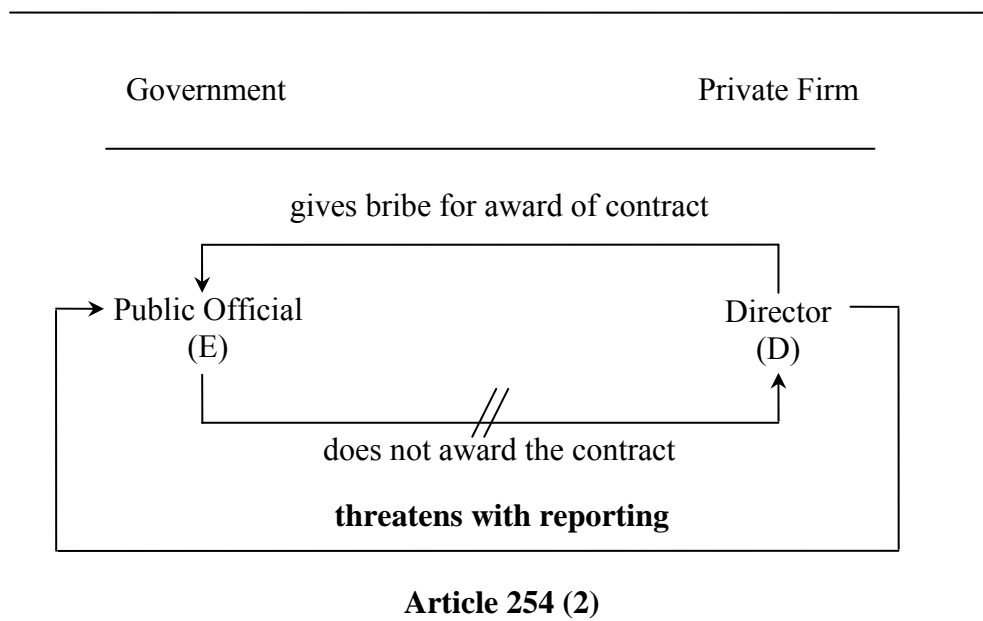 Government Private Firm
gives bribe for award of contract
Public Official Director
(E) (D)
does not award the contract
threatens with reporting
Article 254 (2)